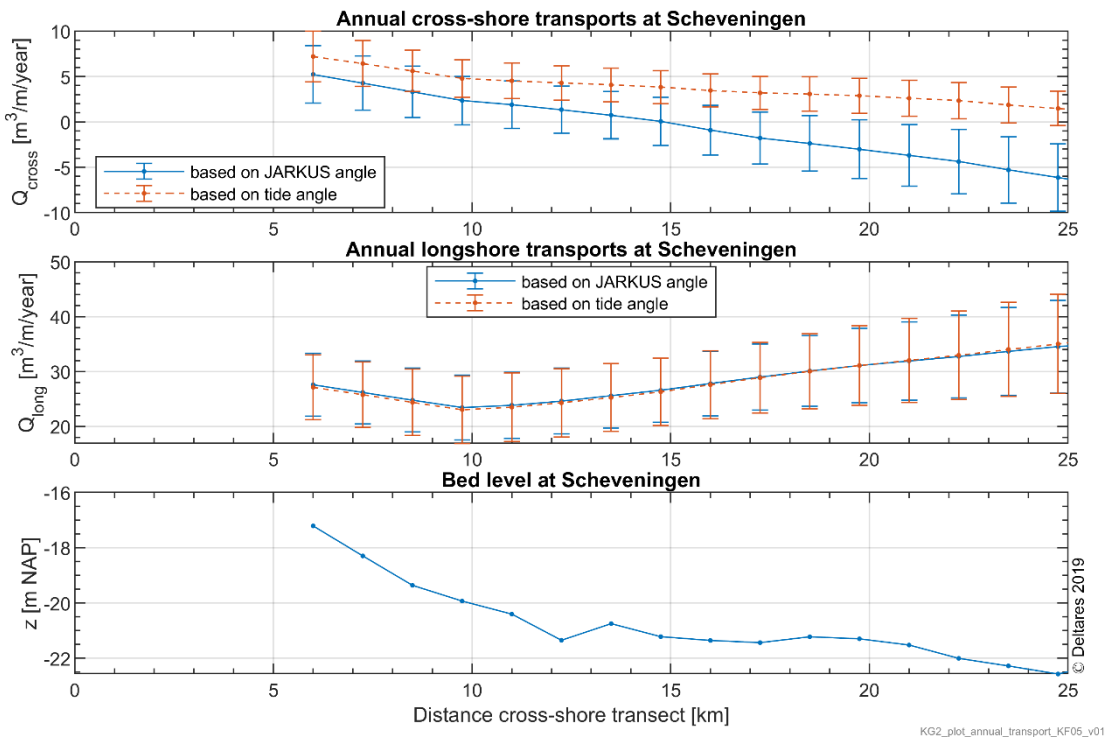 Annual cross-shore transports at Scheveningen
10
5
0
-5
-10
Q_cross [m³/m/year]
based on JARKUS angle
based on tide angle
0 5 10 15 20 25
Annual longshore transports at Scheveningen
50
40
30
20
Q_long [m³/m/year]
based on JARKUS angle
based on tide angle
0 5 10 15 20 25
Bed level at Scheveningen
-16
-18
-20
-22
z [m NAP]
© Deltares 2019
0 5 10 15 20 25
Distance cross-shore transect [km]
KG2_plot_annual_transport_KF05_v01